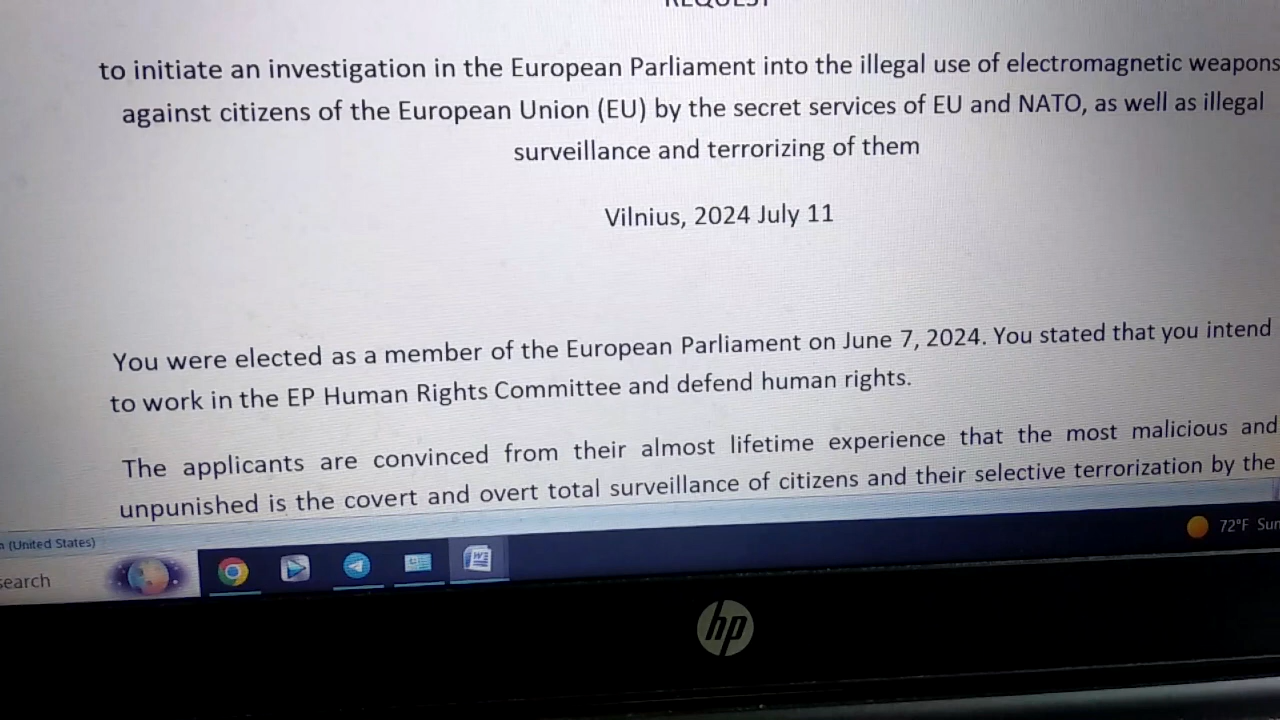 REQUEST
to initiate an investigation in the European Parliament into the illegal use of electromagnetic weapons
against citizens of the European Union (EU) by the secret services of EU and NATO, as well as illegal
surveillance and terrorizing of them
Vilnius, 2024 July 11
You were elected as a member of the European Parliament on June 7, 2024. You stated that you intend
to work in the EP Human Rights Committee and defend human rights.
The applicants are convinced from their almost lifetime experience that the most malicious and
unpunished is the covert and overt total surveillance of citizens and their selective terrorization by the
(United States)
72°F
hp